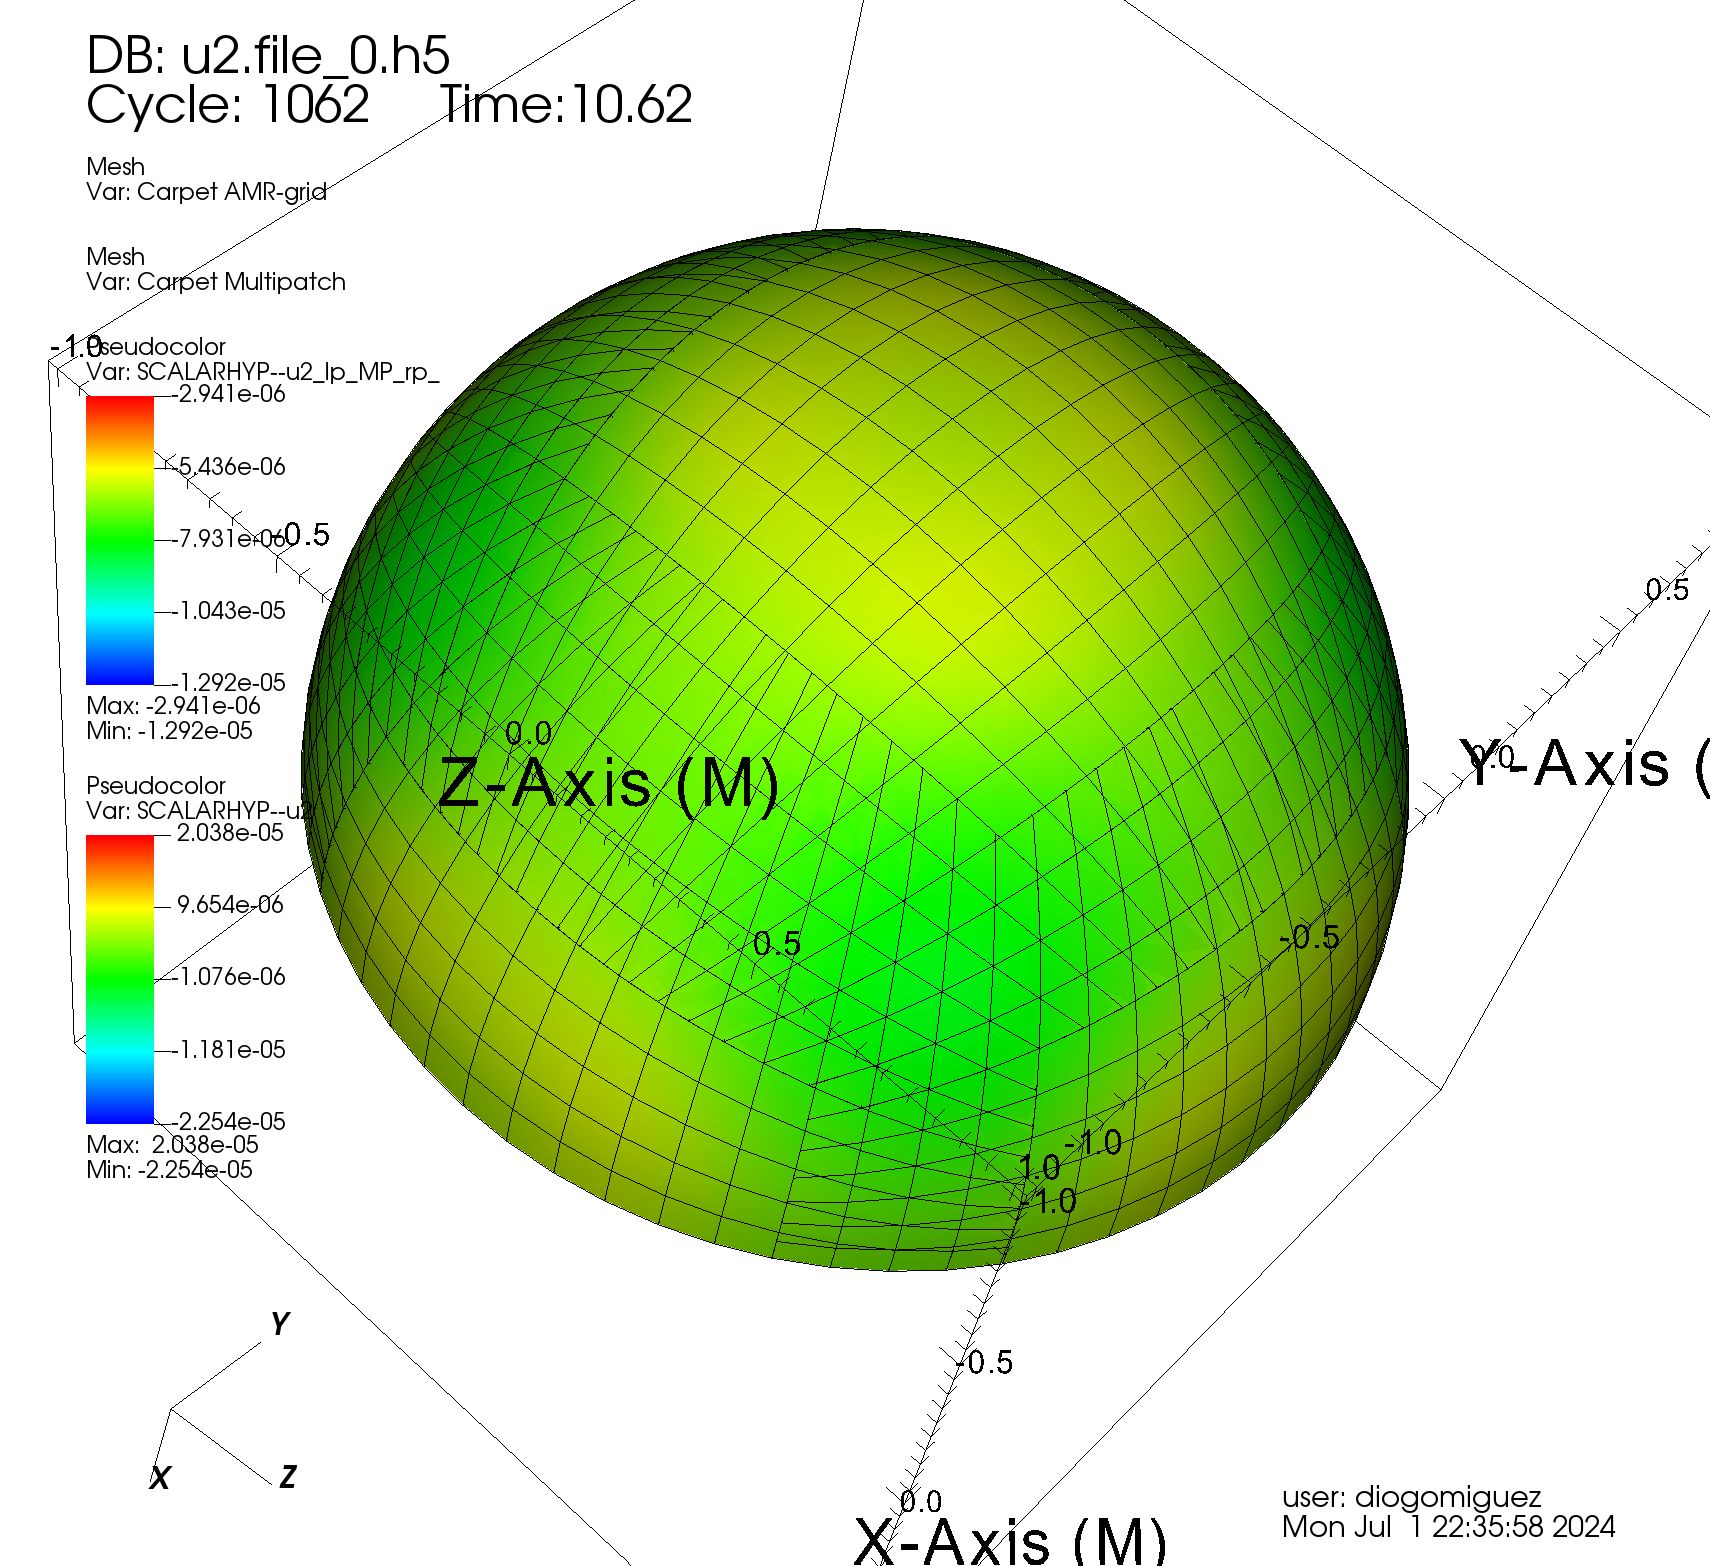 DB: u2.file_0.h5
Cycle: 1062 Time:10.62
Mesh
Var: Carpet AMR-grid
Mesh
Var: Carpet Multipatch
-1.0
Pseudocolor
Var: SCALARHYP--u2_lp_MP_rp_
-2.941e-06
-5.436e-06
-7.931e-06
-1.043e-05
-1.292e-05
Max: -2.941e-06
Min: -1.292e-05
Pseudocolor
Var: SCALARHYP--u2
2.038e-05
9.654e-06
-1.076e-06
-1.181e-05
-2.254e-05
Max: 2.038e-05
Min: -2.254e-05
-0.5
0.0
Z-Axis (M)
0.5
1.0
0.5
0.0
Y-Axis (
-0.5
-1.0
-1.0
-0.5
0.0
X-Axis (M)
Y
X
Z
user: diogomiguez
Mon Jul 1 22:35:58 2024